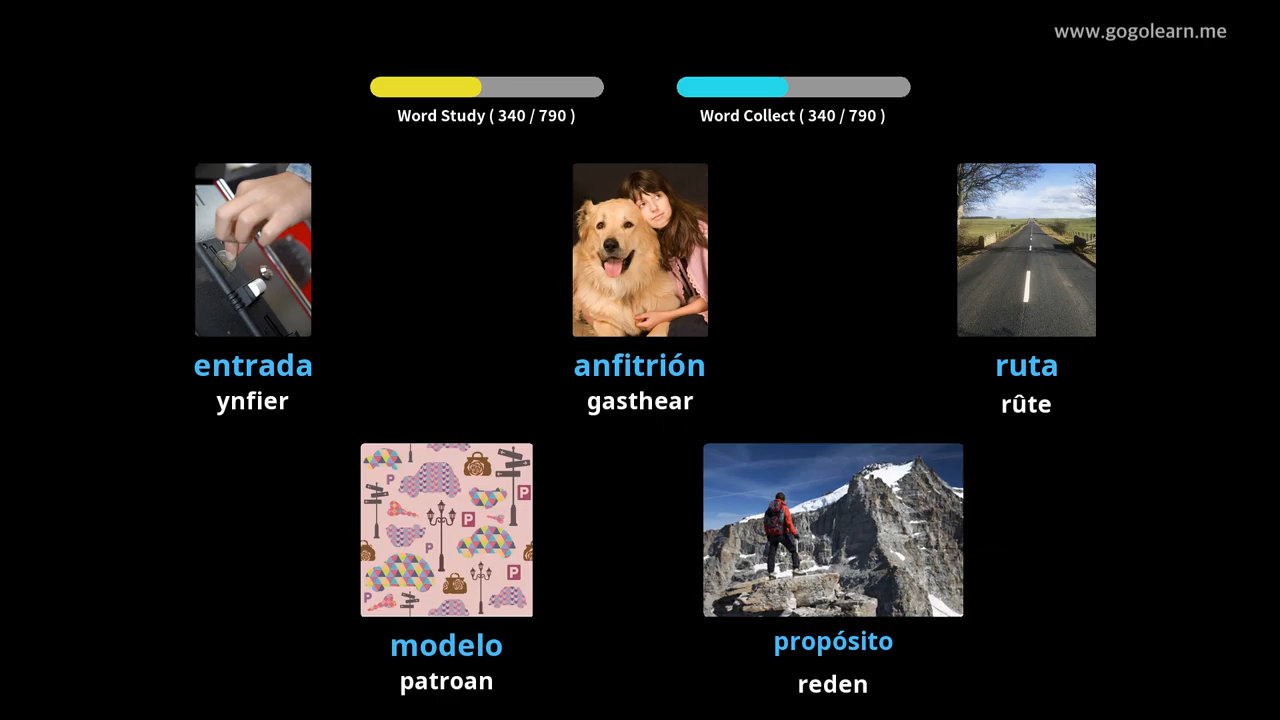 www.gogolearn.me
Word Study ( 340 / 790 )
Word Collect ( 340 / 790 )
entrada
ynfier
anfitrión
gasthear
ruta
rûte
P
P
P
P
P
P
modelo
patroan
propósito
reden